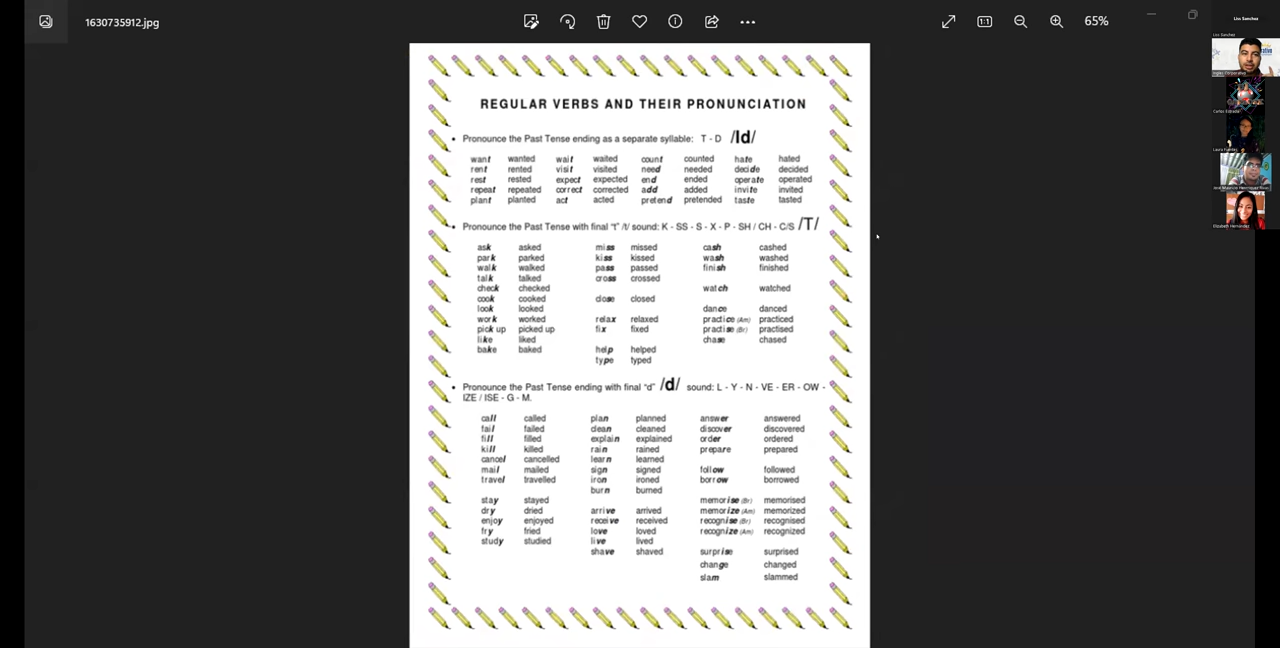 1630735912.jpg
65%
Liss Sanchez
Liss Sanchez
Carlos Estrada
Laura Fuentes
Elizabeth Hernández
REGULAR VERBS AND THEIR PRONUNCIATION
• Pronounce the Past Tense ending as a separate syllable: T - D /Id/
want wanted wait waited count counted hate hated
rent rented visit visited need needed decide decided
rest rested expect expected end ended operate operated
repeat repeated correct corrected add added invite invited
plant planted act acted pretend pretended taste tasted
• Pronounce the Past Tense with final "t" /t/ sound: K - SS - S - X - P - SH / CH - C/S /T/
ask asked miss missed cash cashed
park parked kiss kissed wash washed
walk walked pass passed finish finished
talk talked cross crossed
check checked watch watched
cook cooked close closed
look looked dance danced
work worked relax relaxed practice (Am) practiced
pick up picked up fix fixed practise (Br) practised
like liked chase chased
bake baked help helped
type typed
• Pronounce the Past Tense ending with final "d" /d/ sound: L - Y - N - VE - ER - OW -
IZE / ISE - G - M.
call called plan planned answer answered
fail failed clean cleaned discover discovered
fill filled explain explained order ordered
kill killed rain rained prepare prepared
cancel cancelled learn learned
mail mailed sign signed follow followed
travel travelled iron ironed borrow borrowed
burn burned
stay stayed memorise (Br) memorised
dry dried arrive arrived memorize (Am) memorized
enjoy enjoyed receive received recognise (Br) recognised
fry fried love loved recognize (Am) recognized
study studied live lived
shave shaved surprise surprised
change changed
slam slammed